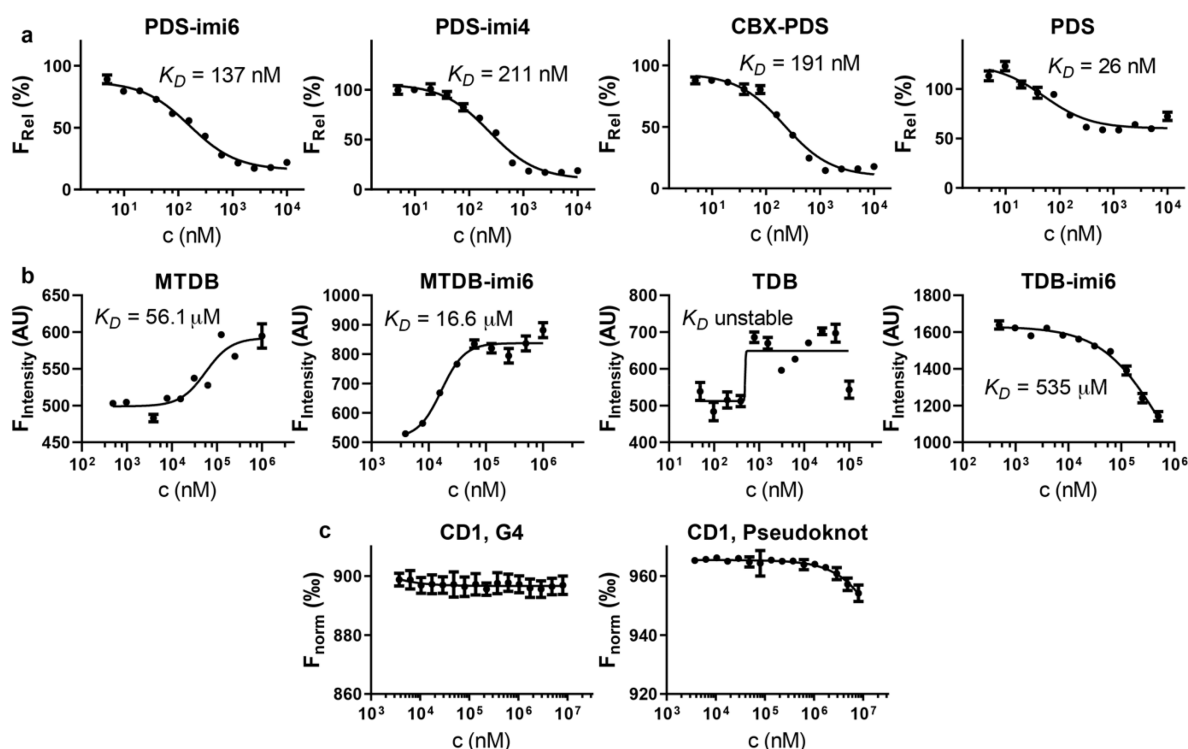 a
PDS-imi6
PDS-imi4
CBX-PDS
PDS
F_Rel (%)
100
50
0
K_D = 137 nM
10^1 10^2 10^3 10^4
c (nM)
F_Rel (%)
150
100
50
0
K_D = 211 nM
10^1 10^2 10^3 10^4
c (nM)
F_Rel (%)
100
50
0
K_D = 191 nM
10^1 10^2 10^3 10^4
c (nM)
F_Rel (%)
150
100
50
0
K_D = 26 nM
10^1 10^2 10^3 10^4
c (nM)
b
MTDB
MTDB-imi6
TDB
TDB-imi6
F_Intensity (AU)
650
600
550
500
450
K_D = 56.1 μM
10^2 10^3 10^4 10^5 10^6
c (nM)
F_Intensity (AU)
1000
900
800
700
600
500
K_D = 16.6 μM
10^3 10^4 10^5 10^6
c (nM)
F_Intensity (AU)
800
700
600
500
400
K_D unstable
10^1 10^2 10^3 10^4 10^5
c (nM)
F_Intensity (AU)
1800
1600
1400
1200
1000
K_D = 535 μM
10^2 10^3 10^4 10^5 10^6
c (nM)
c
CD1, G4
CD1, Pseudoknot
F_norm (‰)
900
880
860
10^3 10^4 10^5 10^6 10^7
c (nM)
F_norm (‰)
960
940
920
10^3 10^4 10^5 10^6 10^7
c (nM)